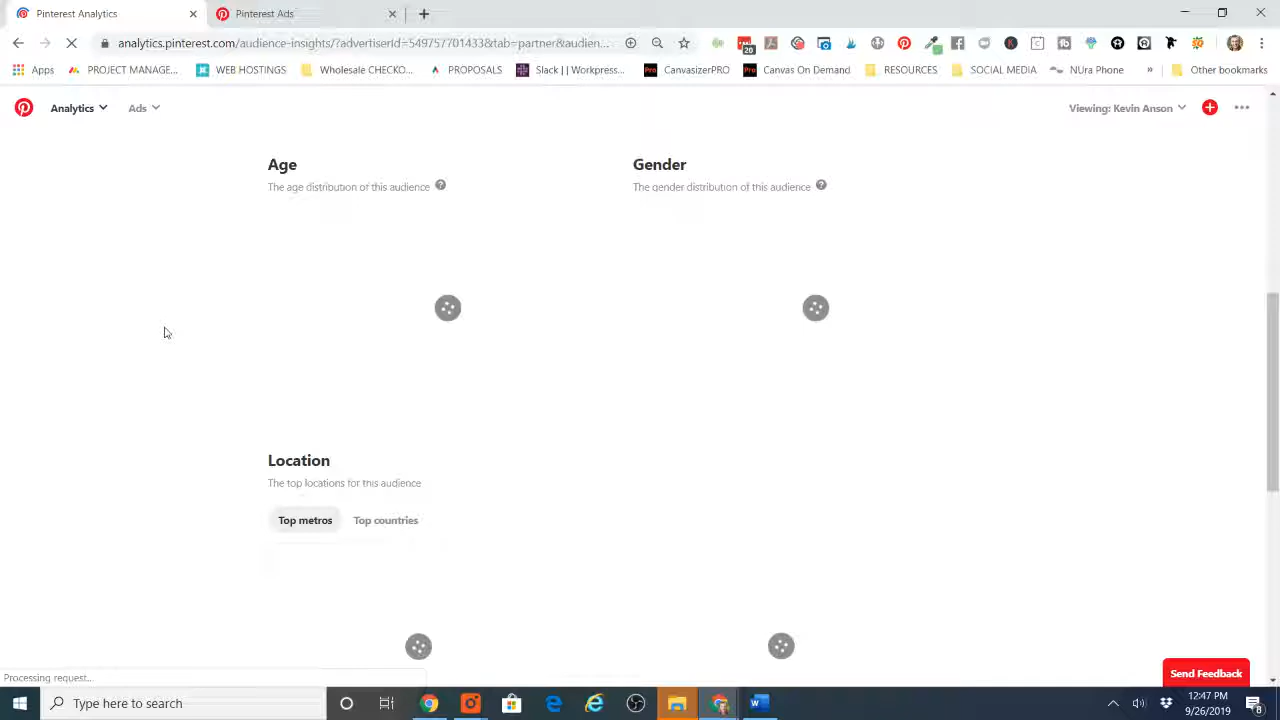 Pinterest Analytics
Pinterest Ads
analytics.pinterest.com/audience-insights/?advertiserId=549757701433&tab=partner&audien...
20
PROJECT MANAGE...
WEB HOSTINGS
Wholesale CHECKO...
PROPOSALS
Slack | | Workpress...
Pro CanvasizerPRO
Pro Canvas On Demand
RESOURCES
SOCIAL MEDIA
NUra Phone
»
Other bookmarks
Analytics
Ads
Viewing: Kevin Anson
Age
Gender
The age distribution of this audience
The gender distribution of this audience
Location
The top locations for this audience
Top metros
Top countries
Send Feedback
Processing request...
Type here to search
12:47 PM
9/26/2019
8